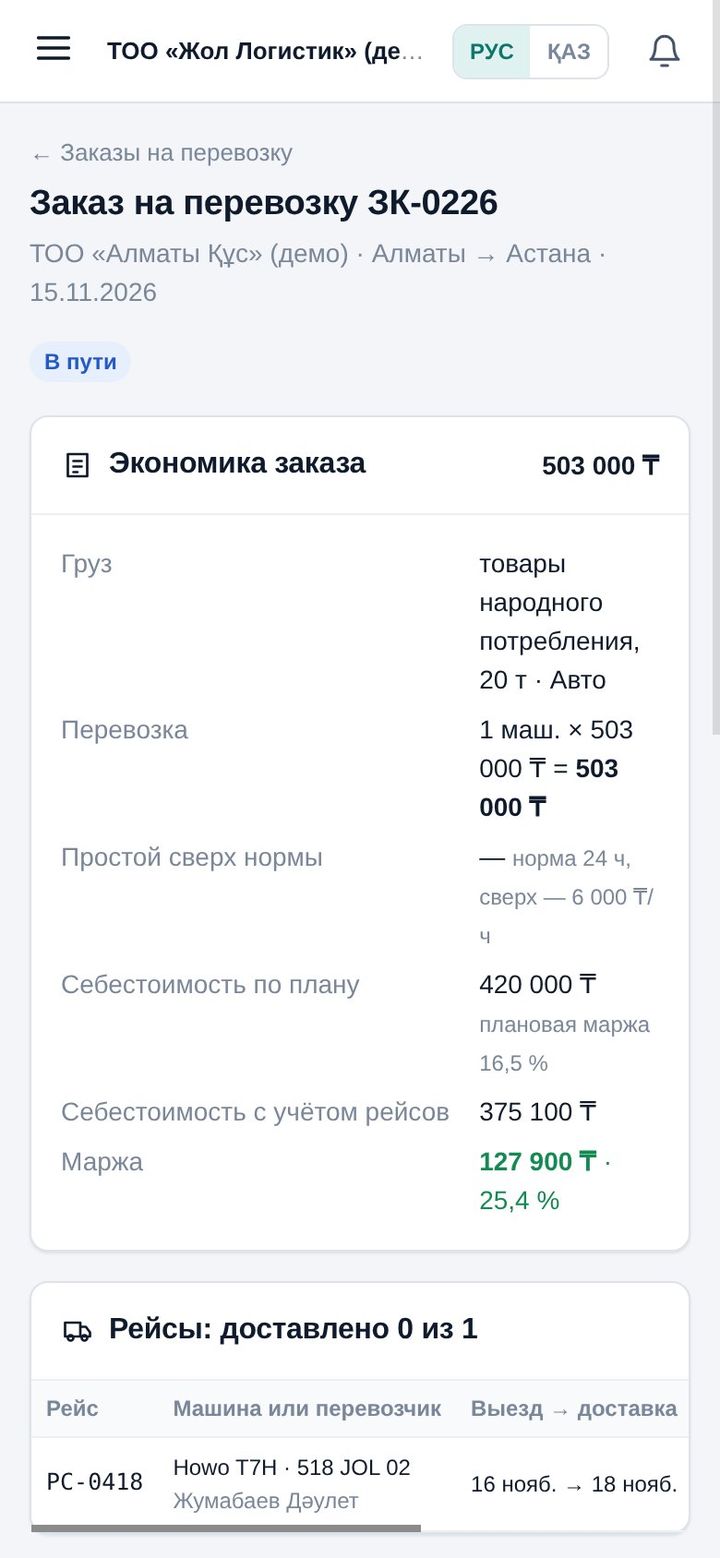 ТОО «Жол Логистик» (де... РУС ҚАЗ
← Заказы на перевозку
Заказ на перевозку ЗК-0226
ТОО «Алматы Құс» (демо) · Алматы → Астана ·
15.11.2026
В пути
Экономика заказа 503 000 ₸
Груз товары
народного
потребления,
20 т · Авто
Перевозка 1 маш. × 503
000 ₸ = 503
000 ₸
Простой сверх нормы — норма 24 ч,
сверх — 6 000 ₸/
ч
Себестоимость по плану 420 000 ₸
плановая маржа
16,5 %
Себестоимость с учётом рейсов 375 100 ₸
Маржа 127 900 ₸ ·
25,4 %
Рейсы: доставлено 0 из 1
Рейс Машина или перевозчик Выезд → доставка
РС-0418 Howo T7H · 518 JOL 02 16 нояб. → 18 нояб.
Жумабаев Дәулет